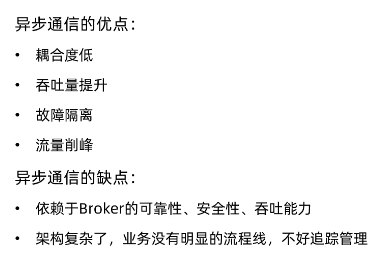 异步通信的优点：
• 耦合度低
• 吞吐量提升
• 故障隔离
• 流量削峰
异步通信的缺点：
• 依赖于Broker的可靠性、安全性、吞吐能力
• 架构复杂了，业务没有明显的流程线，不好追踪管理